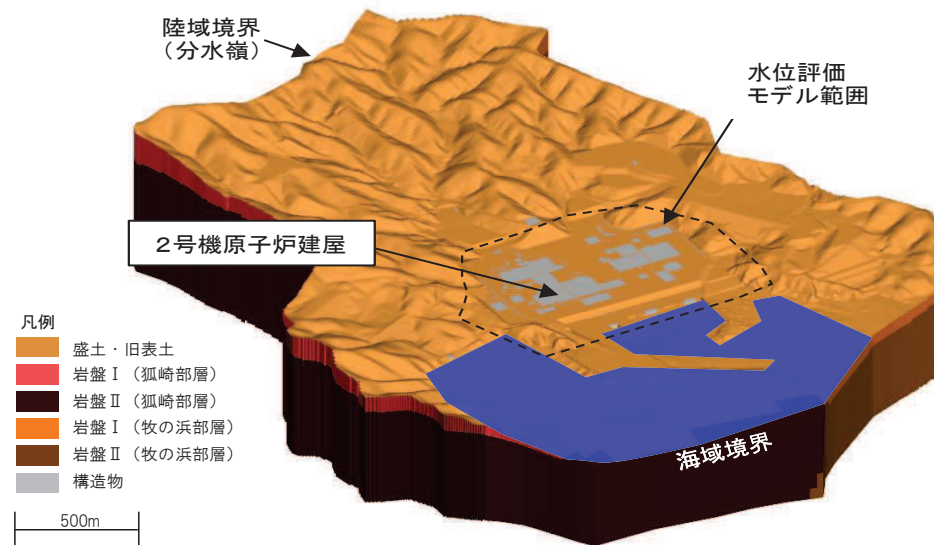 陸域境界
（分水嶺）
水位評価
モデル範囲
２号機原子炉建屋
凡例
盛土・旧表土
岩盤Ⅰ（狐崎部層）
岩盤Ⅱ（狐崎部層）
岩盤Ⅰ（牧の浜部層）
岩盤Ⅱ（牧の浜部層）
構造物
500m
海域境界